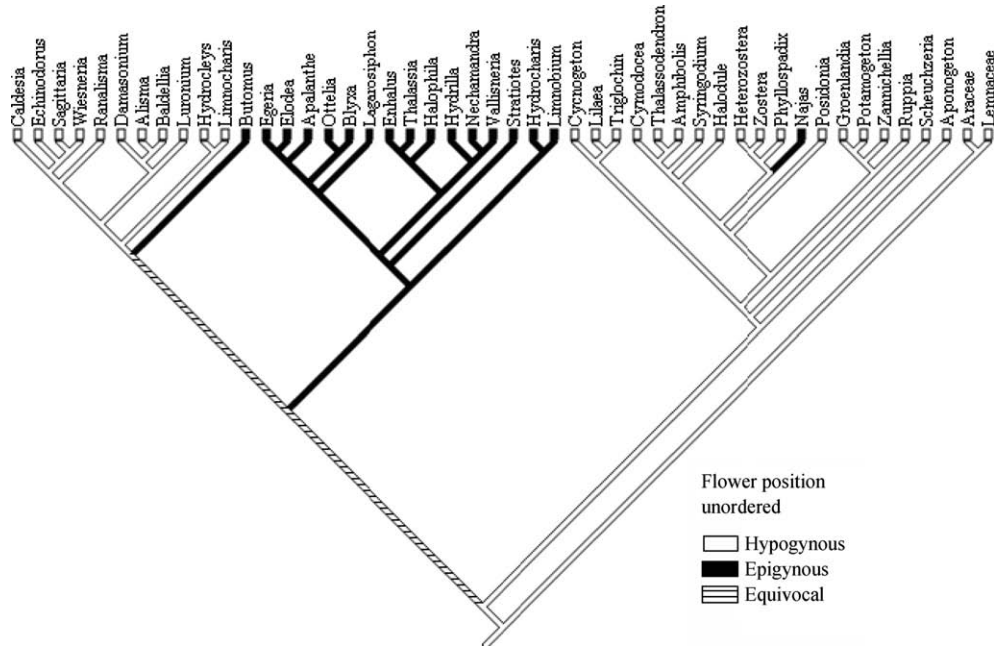 Caldesia
Echinodorus
Sagittaria
Wiesneria
Ranalisma
Damasonium
Alisma
Baldellia
Luronium
Hydrocleys
Limnocharis
Butomus
Egeria
Elodea
Apalanthe
Ottelia
Blyxa
Lagarosiphon
Enhalus
Thalassia
Halophila
Hydrilla
Nechamandra
Vallisneria
Stratiotes
Hydrocharis
Limnobium
Cycnogeton
Lilaea
Triglochin
Cymodocea
Thalassodendron
Amphibolis
Syringodium
Halodule
Heterozostera
Zostera
Phyllospadix
Najas
Posidonia
Groenlandia
Potamogeton
Zannichellia
Ruppia
Scheuchzeria
Aponogeton
Araceae
Lemnaceae
Flower position
unordered
Hypogynous
Epigynous
Equivocal